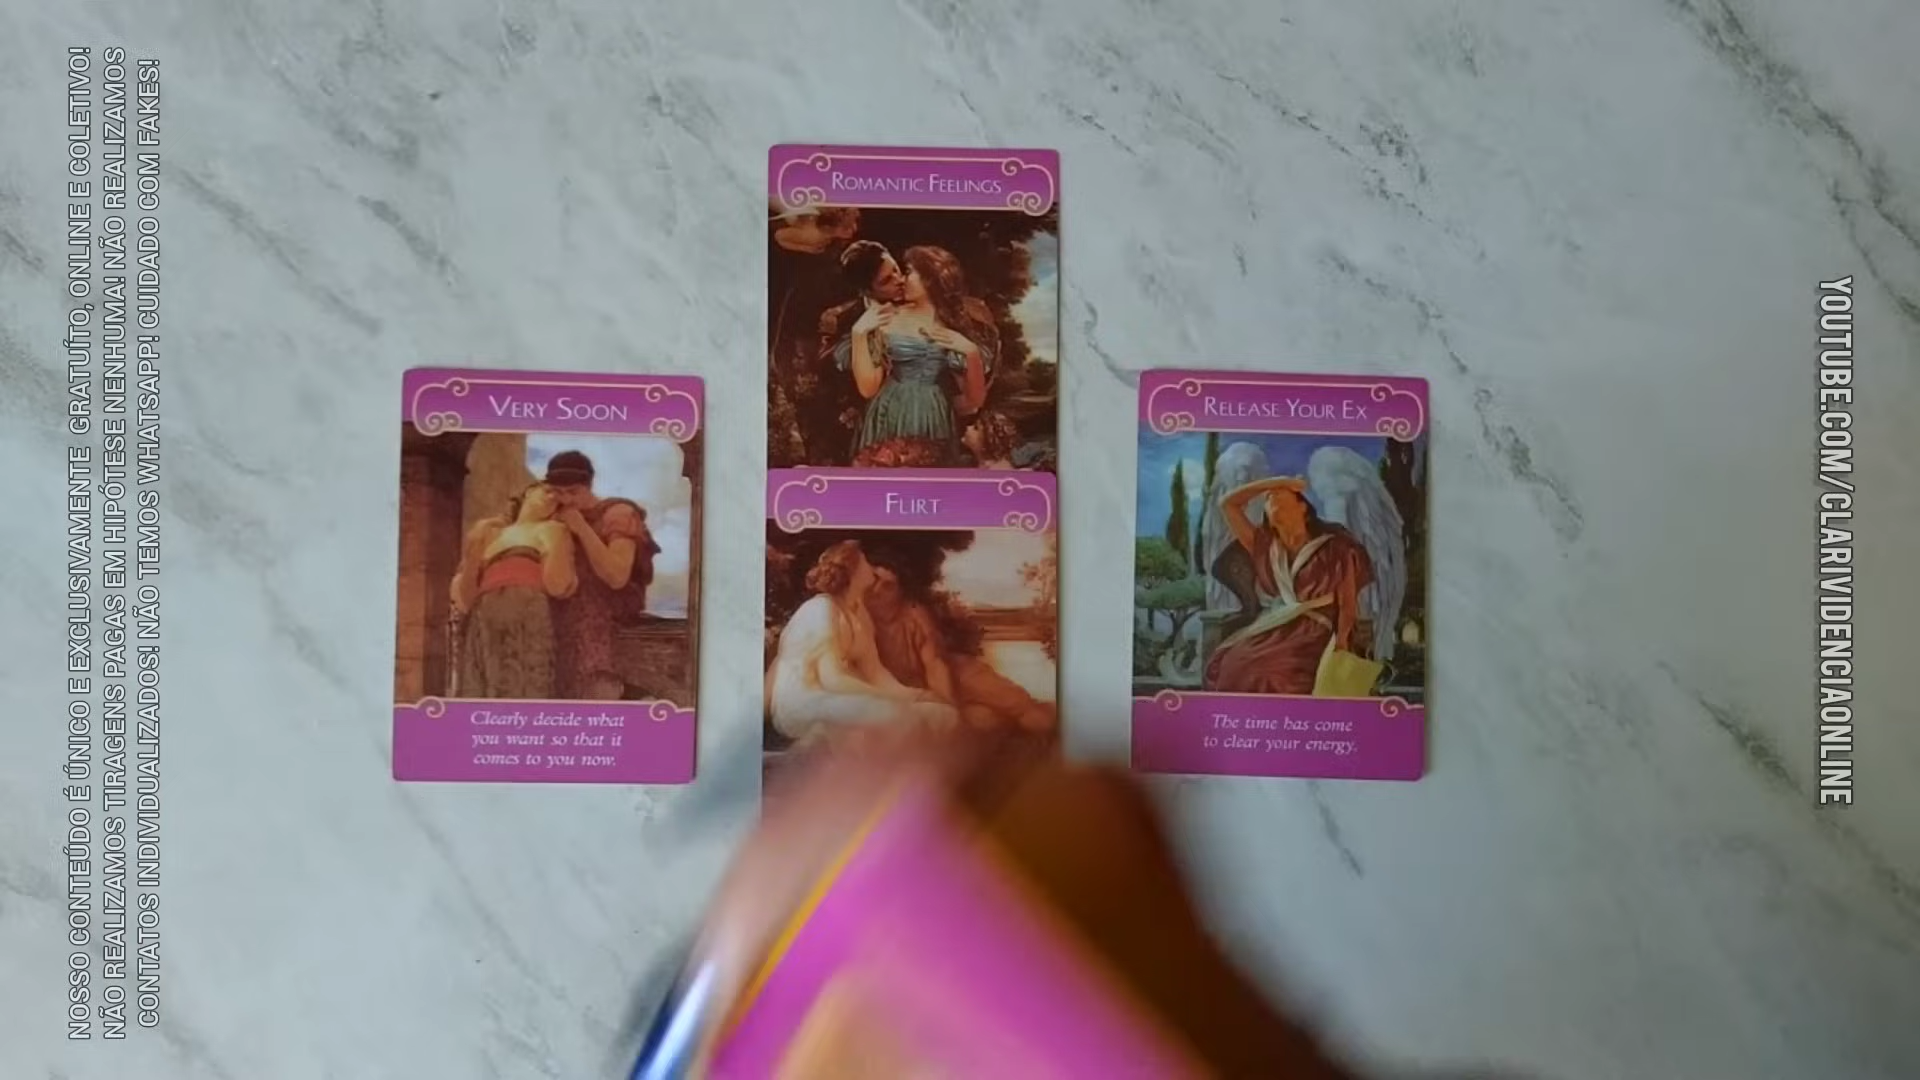 NOSSO CONTEÚDO É ÚNICO E EXCLUSIVAMENTE GRATUÍTO, ONLINE E COLETIVO!
NÃO REALIZAMOS TIRAGENS PAGAS EM HIPÓTESE NENHUMA! NÃO REALIZAMOS
CONTATOS INDIVIDUALIZADOS! NÃO TEMOS WHATSAPP! CUIDADO COM FAKES!
ROMANTIC FEELINGS
FLIRT
VERY SOON
Clearly decide what
you want so that it
comes to you now.
RELEASE YOUR EX
The time has come
to clear your energy.
YOUTUBE.COM/CLARIVIDENCIAONLINE